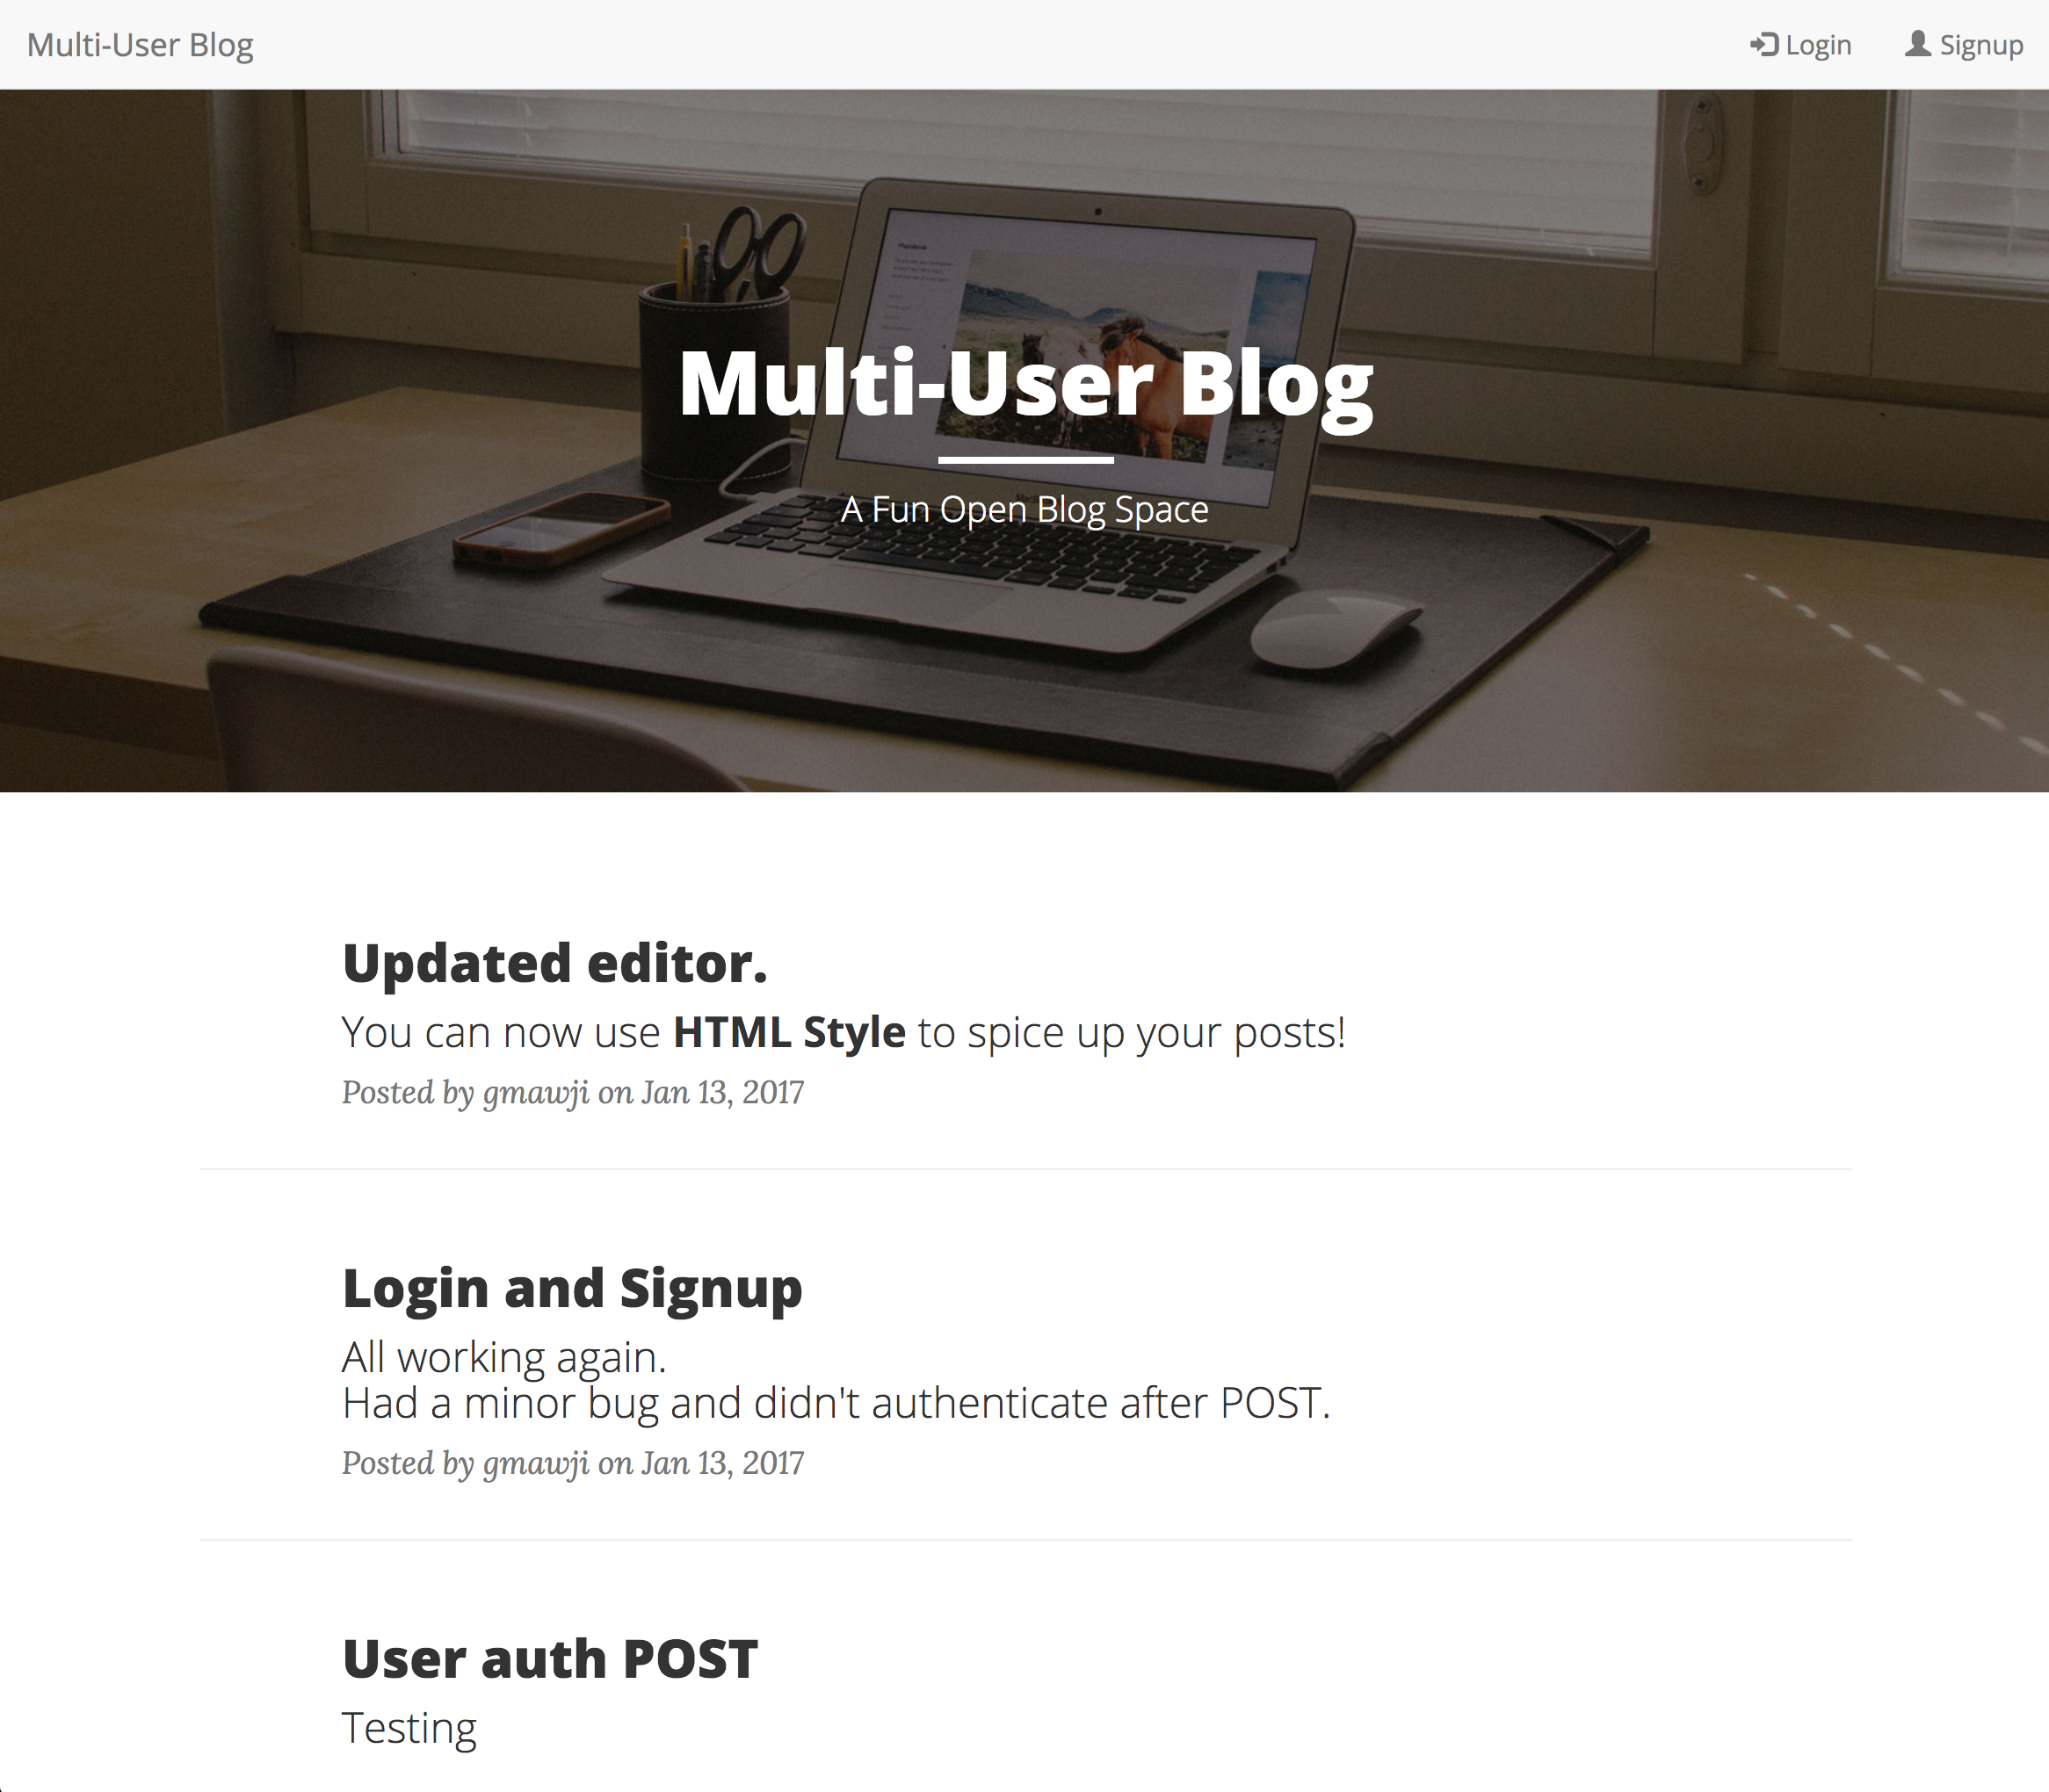 Multi-User Blog
Login
Signup
Multi-User Blog
A Fun Open Blog Space
Updated editor.
You can now use HTML Style to spice up your posts!
Posted by gmawji on Jan 13, 2017
Login and Signup
All working again.
Had a minor bug and didn't authenticate after POST.
Posted by gmawji on Jan 13, 2017
User auth POST
Testing